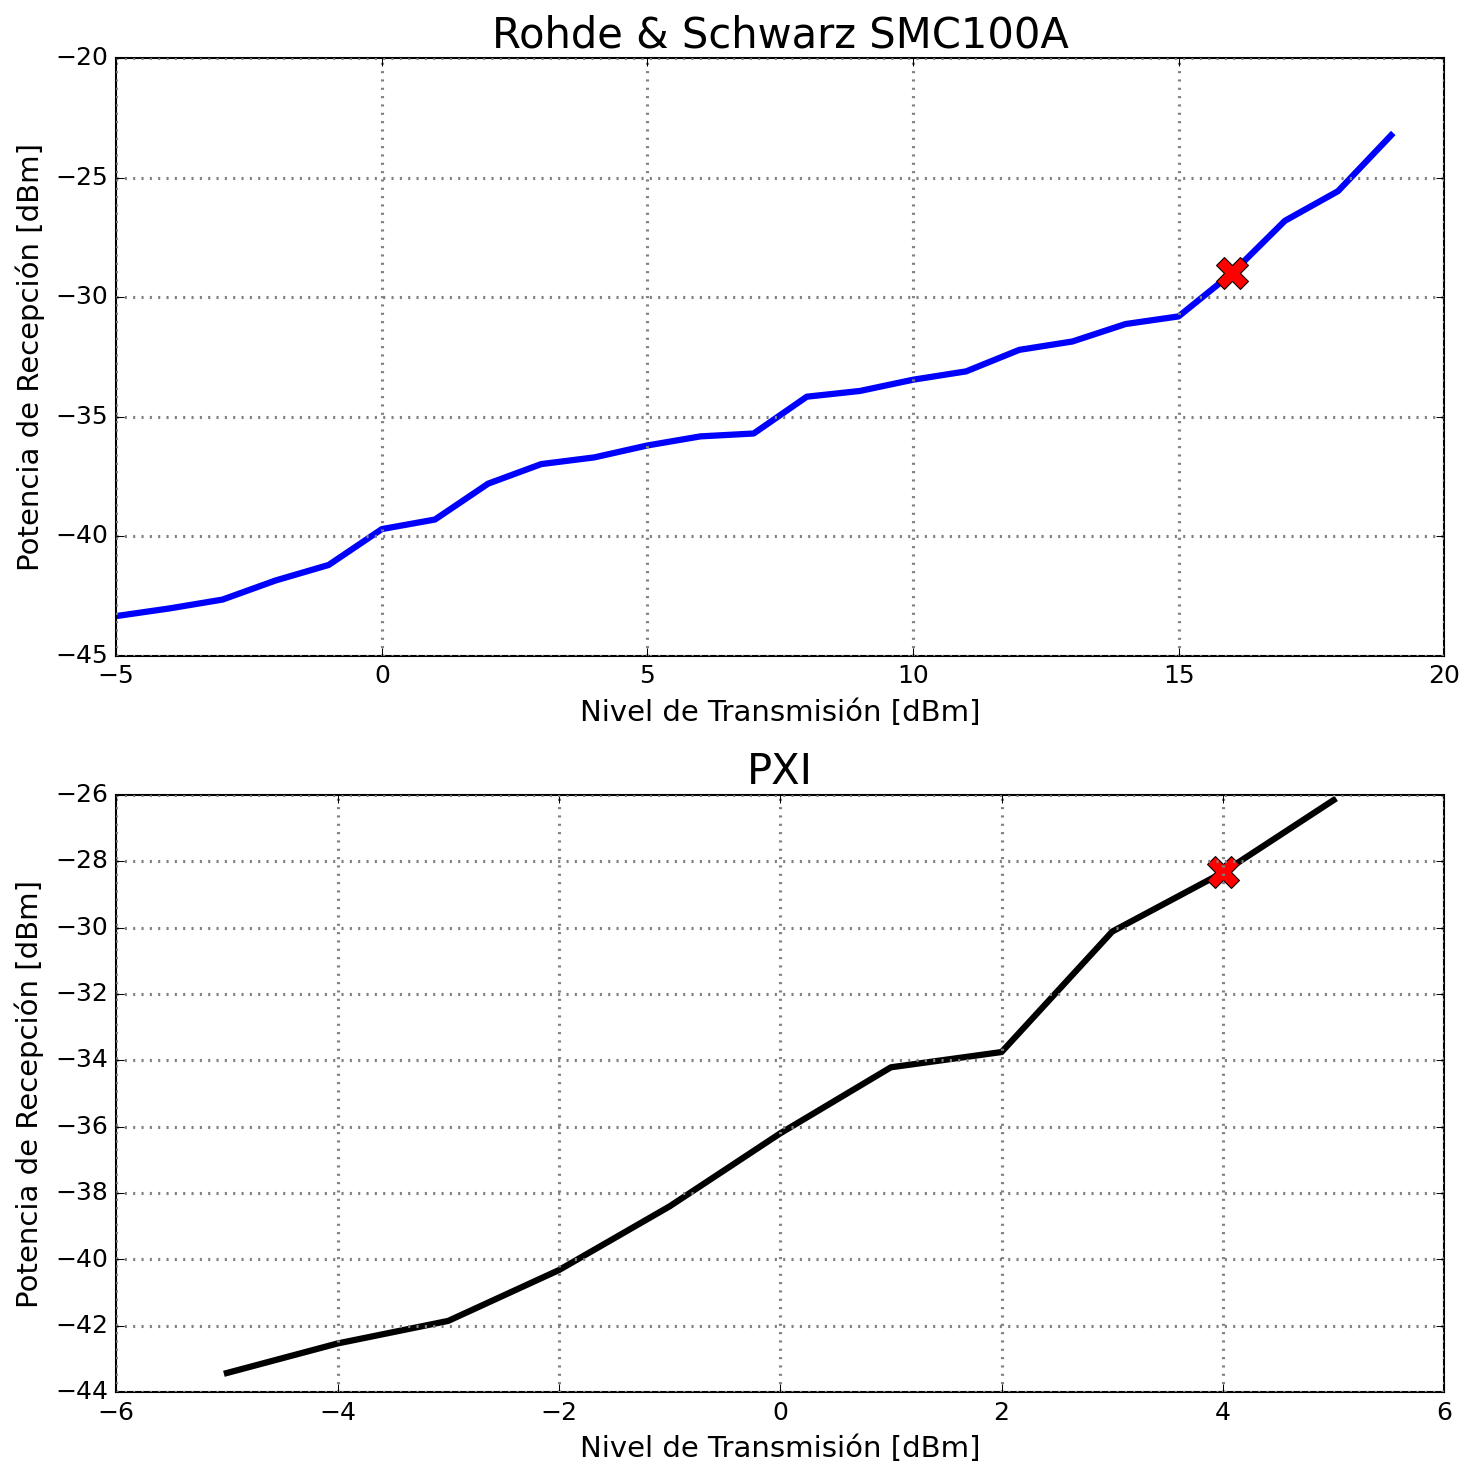 Rohde & Schwarz SMC100A
−20
−25
−30
−35
−40
−45
Potencia de Recepción [dBm]
−5 0 5 10 15 20
Nivel de Transmisión [dBm]
PXI
−26
−28
−30
−32
−34
−36
−38
−40
−42
−44
Potencia de Recepción [dBm]
−6 −4 −2 0 2 4 6
Nivel de Transmisión [dBm]